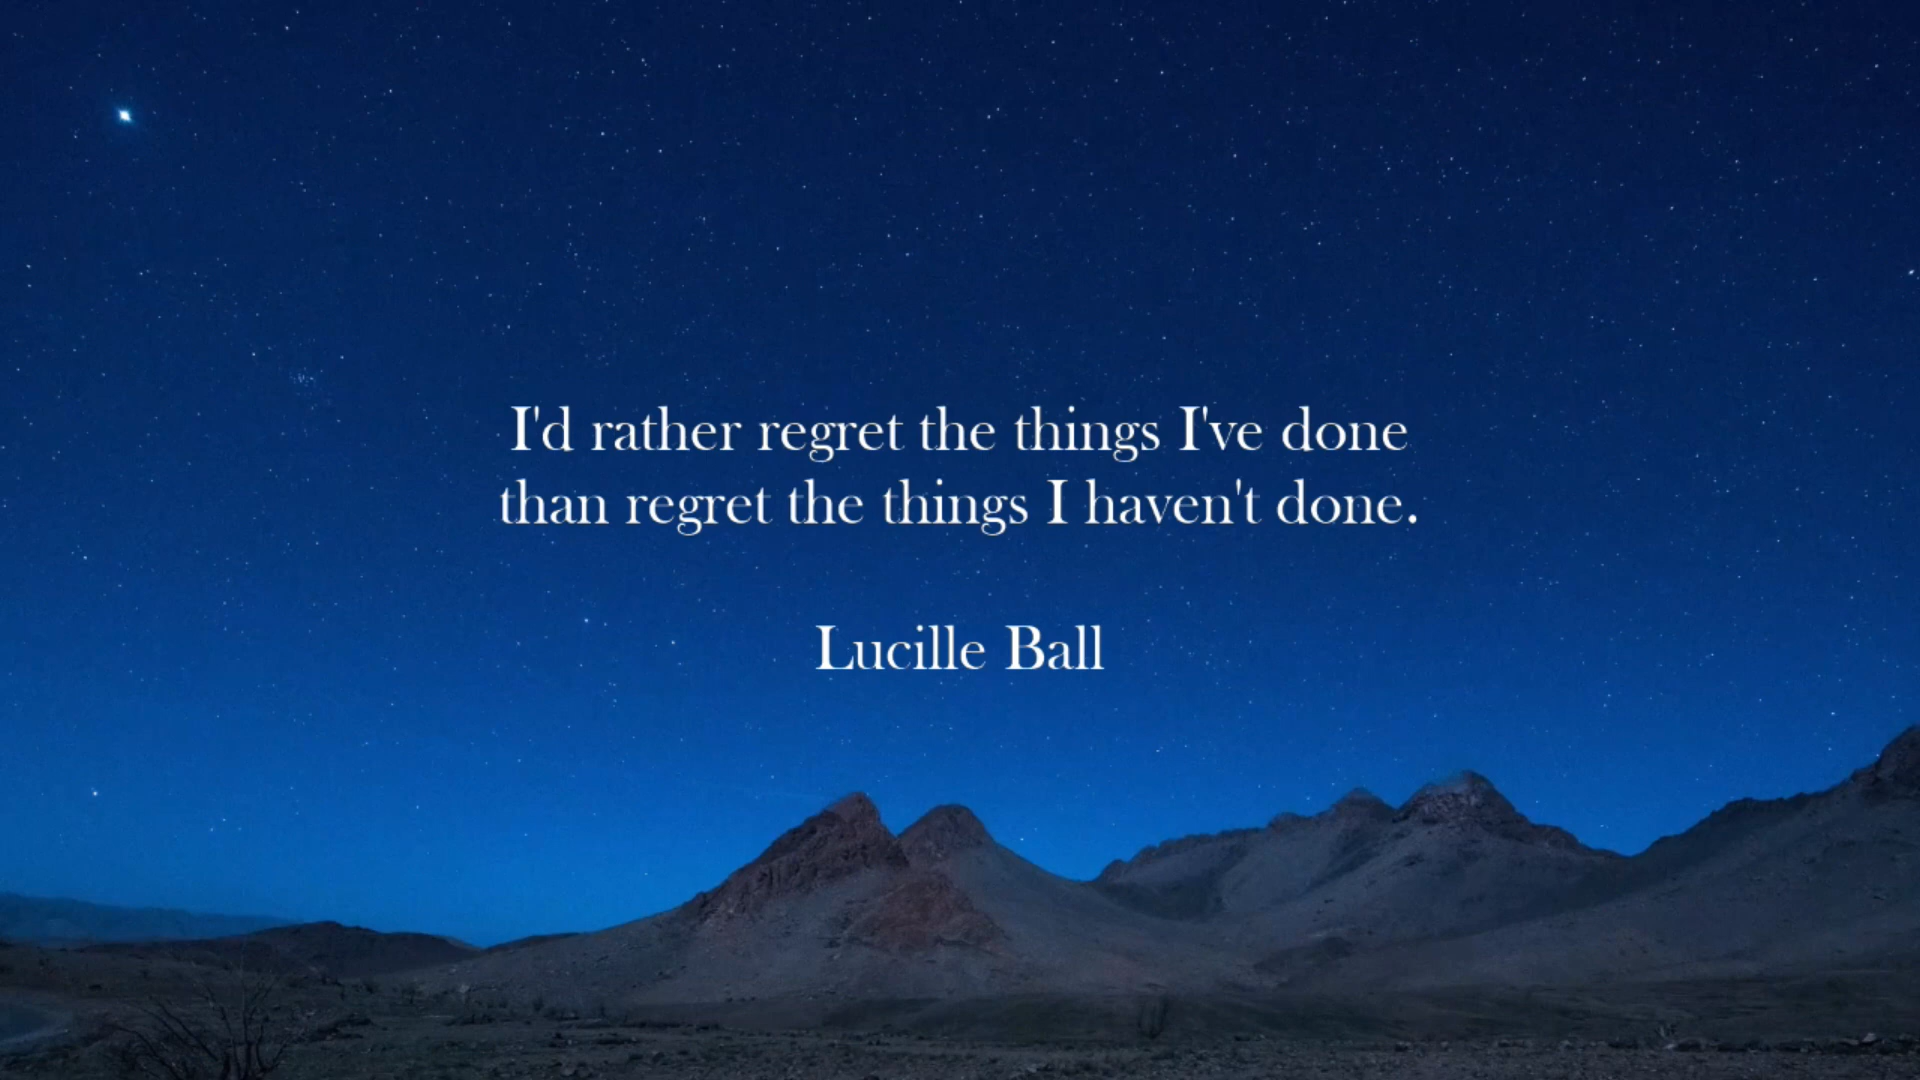 I'd rather regret the things I've done
than regret the things I haven't done.
Lucille Ball